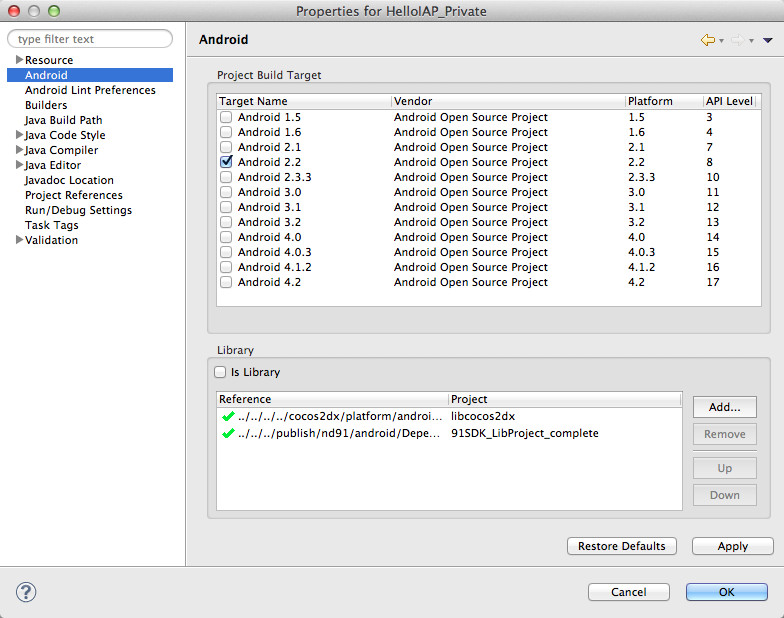 Properties for HelloIAP_Private
type filter text
Resource
Android
Android Lint Preferences
Builders
Java Build Path
Java Code Style
Java Compiler
Java Editor
Javadoc Location
Project References
Run/Debug Settings
Task Tags
Validation
Android
Project Build Target
Target Name Vendor Platform API Level
Android 1.5 Android Open Source Project 1.5 3
Android 1.6 Android Open Source Project 1.6 4
Android 2.1 Android Open Source Project 2.1 7
Android 2.2 Android Open Source Project 2.2 8
Android 2.3.3 Android Open Source Project 2.3.3 10
Android 3.0 Android Open Source Project 3.0 11
Android 3.1 Android Open Source Project 3.1 12
Android 3.2 Android Open Source Project 3.2 13
Android 4.0 Android Open Source Project 4.0 14
Android 4.0.3 Android Open Source Project 4.0.3 15
Android 4.1.2 Android Open Source Project 4.1.2 16
Android 4.2 Android Open Source Project 4.2 17
Library
Is Library
Reference Project
../../../../cocos2dx/platform/androi... libcocos2dx
../../../publish/nd91/android/Depe... 91SDK_LibProject_complete
Add...
Remove
Up
Down
Restore Defaults Apply
? Cancel OK